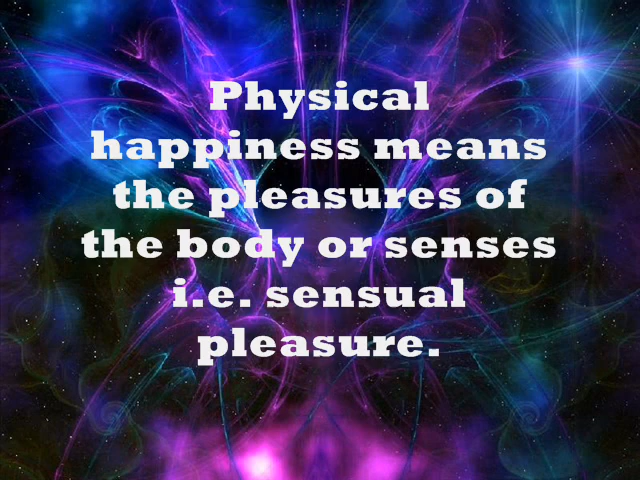 Physical
happiness means
the pleasures of
the body or senses
i.e. sensual
pleasure.